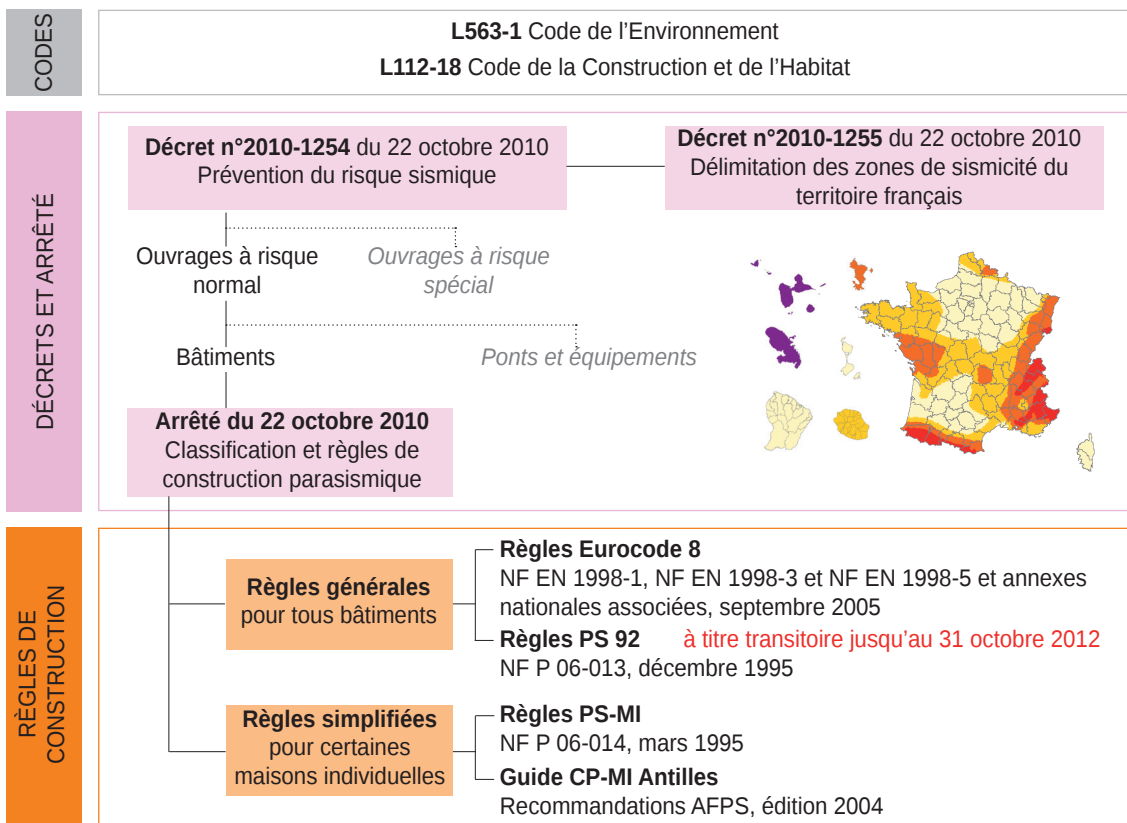 CODES
L563-1 Code de l'Environnement
L112-18 Code de la Construction et de l'Habitat
DÉCRETS ET ARRÊTÉ
Décret n°2010-1254 du 22 octobre 2010
Prévention du risque sismique
Décret n°2010-1255 du 22 octobre 2010
Délimitation des zones de sismicité du
territoire français
Ouvrages à risque
normal
Ouvrages à risque
spécial
Bâtiments
Ponts et équipements
Arrêté du 22 octobre 2010
Classification et règles de
construction parasismique
RÈGLES DE
CONSTRUCTION
Règles générales
pour tous bâtiments
Règles Eurocode 8
NF EN 1998-1, NF EN 1998-3 et NF EN 1998-5 et annexes
nationales associées, septembre 2005
Règles PS 92 à titre transitoire jusqu'au 31 octobre 2012
NF P 06-013, décembre 1995
Règles simplifiées
pour certaines
maisons individuelles
Règles PS-MI
NF P 06-014, mars 1995
Guide CP-MI Antilles
Recommandations AFPS, édition 2004